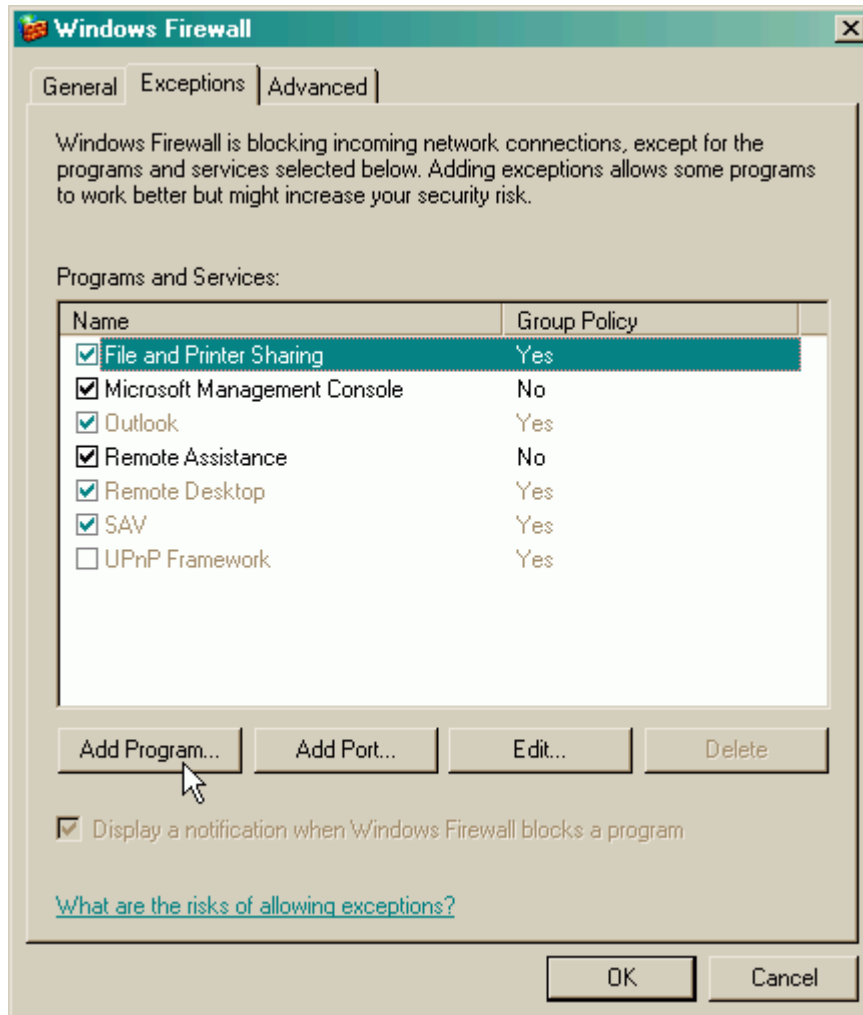 Windows Firewall
General Exceptions Advanced
Windows Firewall is blocking incoming network connections, except for the
programs and services selected below. Adding exceptions allows some programs
to work better but might increase your security risk.
Programs and Services:
Name Group Policy
File and Printer Sharing Yes
Microsoft Management Console No
Outlook Yes
Remote Assistance No
Remote Desktop Yes
SAV Yes
UPnP Framework Yes
Add Program... Add Port... Edit... Delete
Display a notification when Windows Firewall blocks a program
What are the risks of allowing exceptions?
OK Cancel